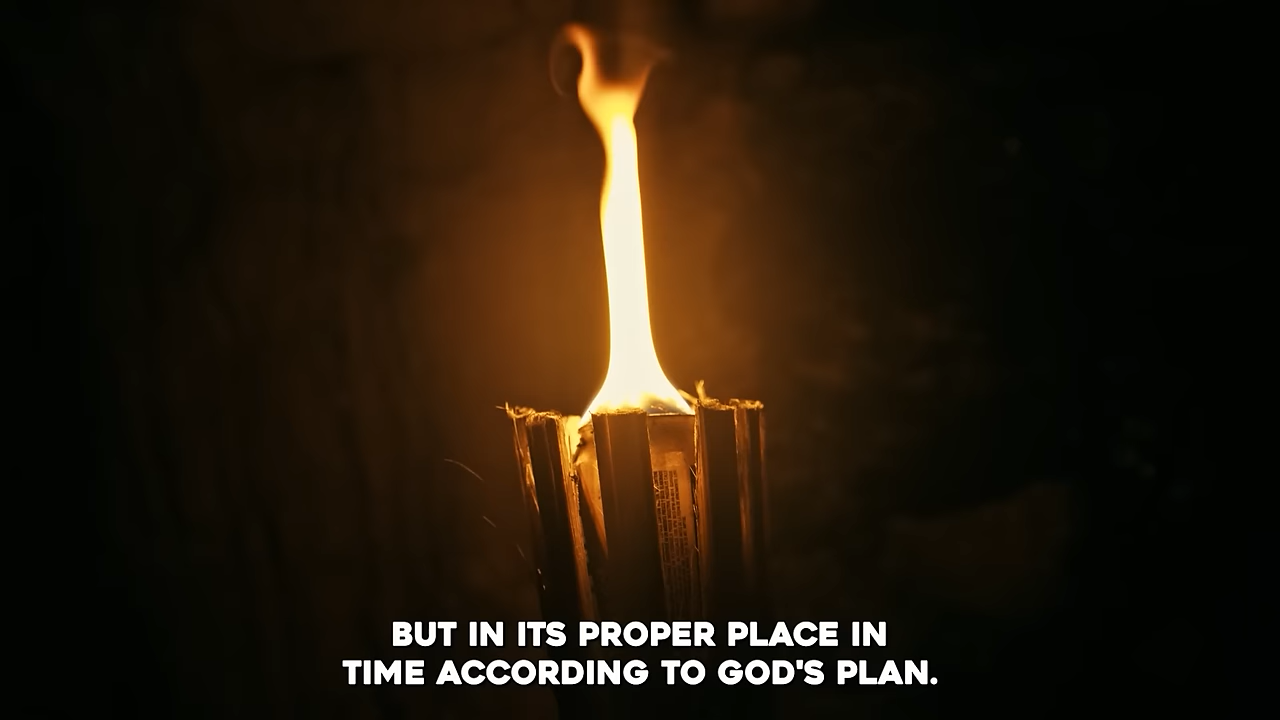 BUT IN ITS PROPER PLACE IN
TIME ACCORDING TO GOD'S PLAN.